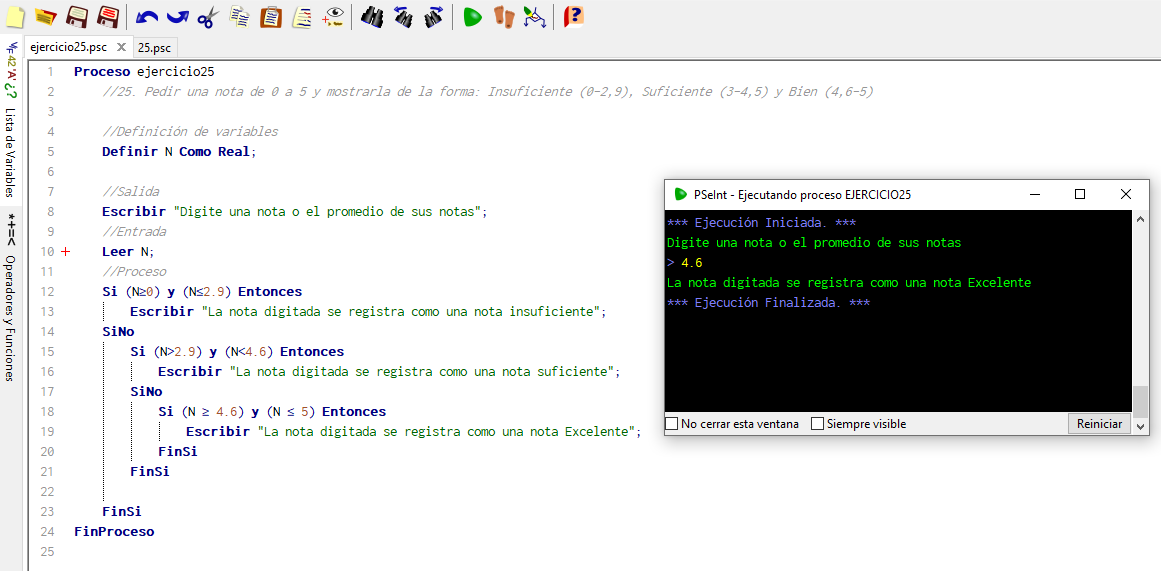 ejercicio25.psc X 25.psc
Lista de Variables
Operadores y Funciones
1 Proceso ejercicio25
2 //25. Pedir una nota de 0 a 5 y mostrarla de la forma: Insuficiente (0-2,9), Suficiente (3-4,5) y Bien (4,6-5)
3
4 //Definición de variables
5 Definir N Como Real;
6
7 //Salida
8 Escribir "Digite una nota o el promedio de sus notas";
9 //Entrada
10 + Leer N;
11 //Proceso
12 Si (N≥0) y (N≤2.9) Entonces
13 Escribir "La nota digitada se registra como una nota insuficiente";
14 SiNo
15 Si (N>2.9) y (N<4.6) Entonces
16 Escribir "La nota digitada se registra como una nota suficiente";
17 SiNo
18 Si (N ≥ 4.6) y (N ≤ 5) Entonces
19 Escribir "La nota digitada se registra como una nota Excelente";
20 FinSi
21 FinSi
22
23 FinSi
24 FinProceso
25
PSeInt - Ejecutando proceso EJERCICIO25
*** Ejecución Iniciada. ***
Digite una nota o el promedio de sus notas
> 4.6
La nota digitada se registra como una nota Excelente
*** Ejecución Finalizada. ***
No cerrar esta ventana Siempre visible Reiniciar